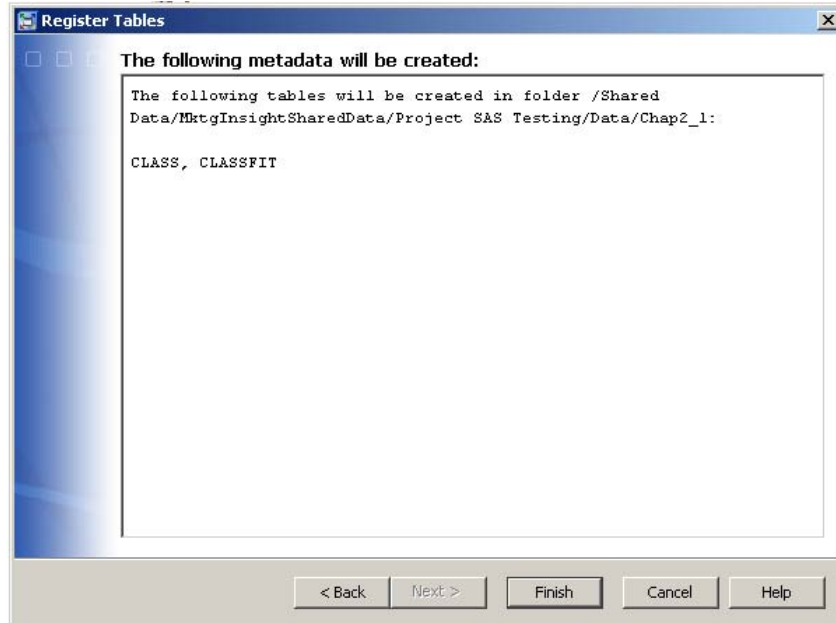 Register Tables
The following metadata will be created:
The following tables will be created in folder /Shared
Data/MktgInsightSharedData/Project SAS Testing/Data/Chap2_1:
CLASS, CLASSFIT
< Back Next > Finish Cancel Help